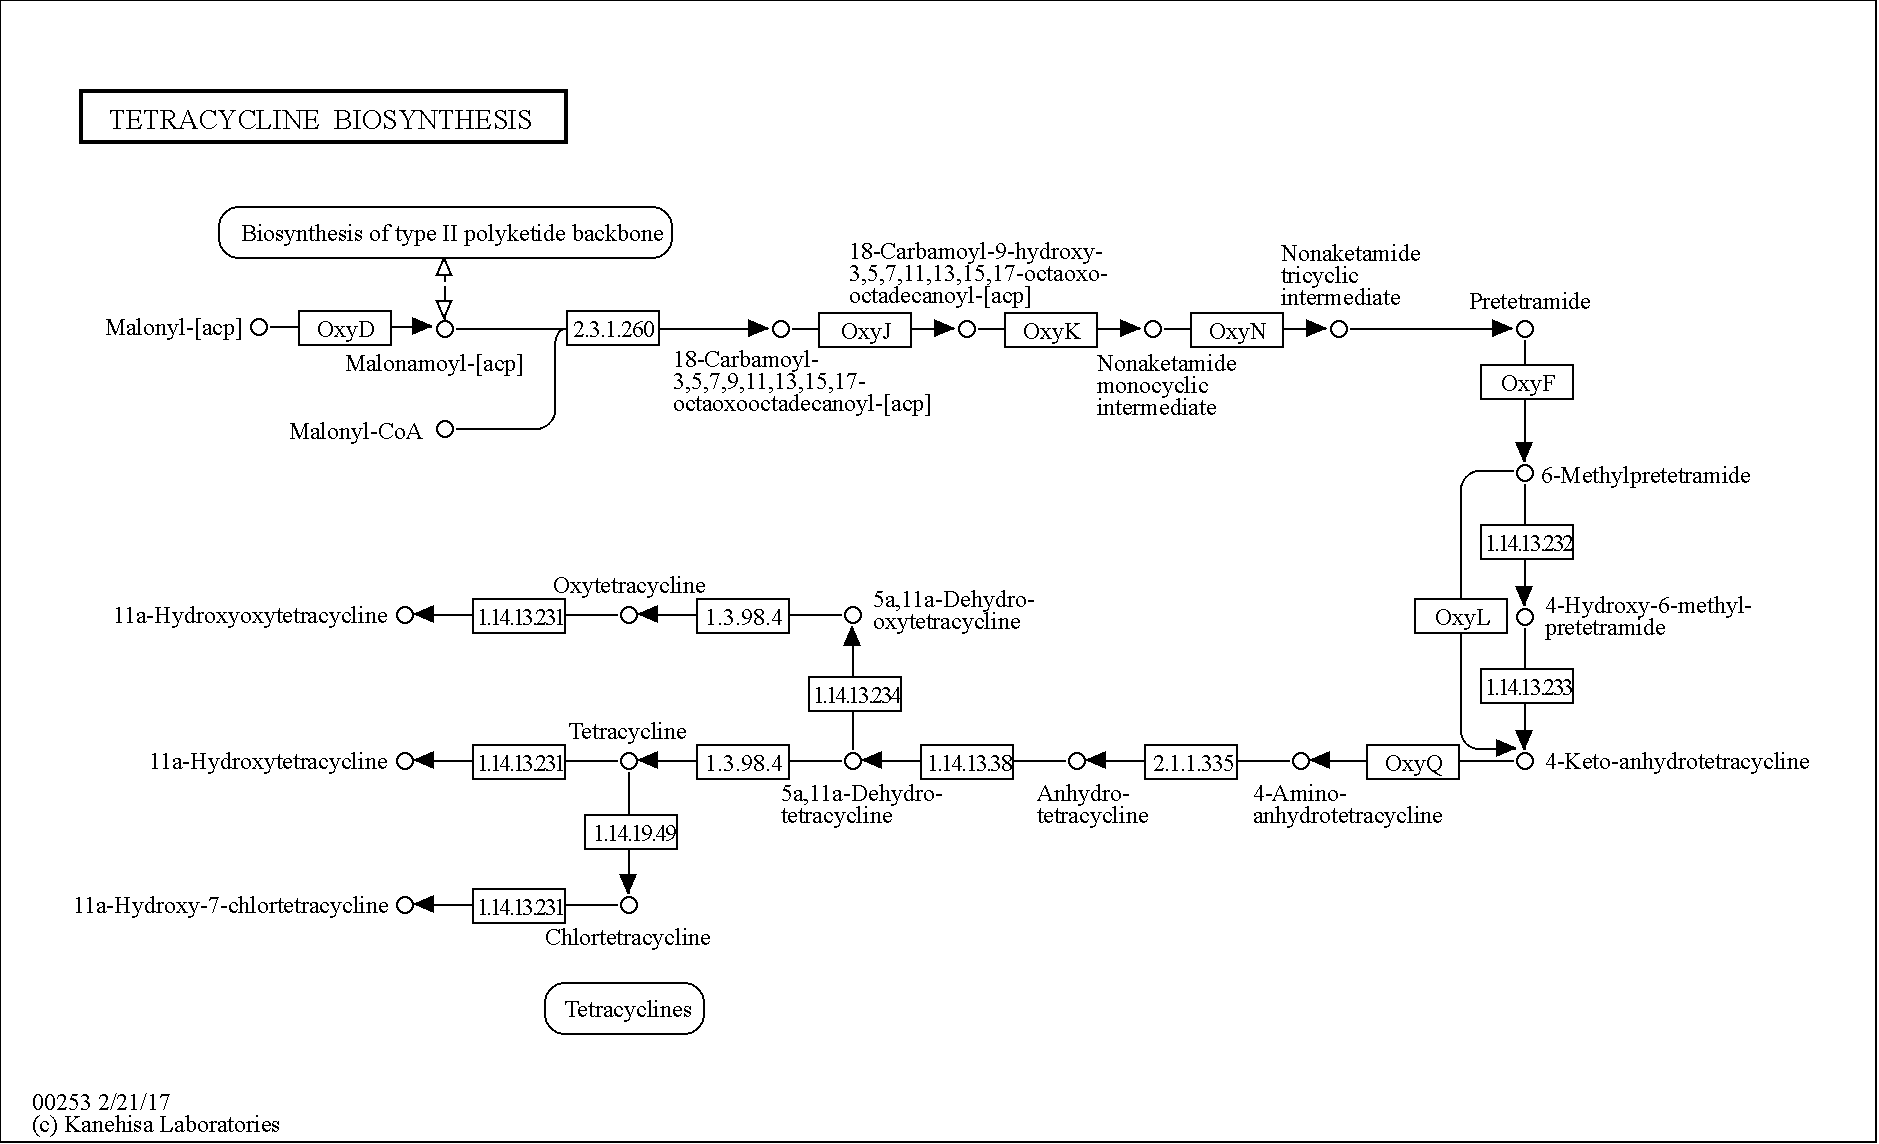 TETRACYCLINE BIOSYNTHESIS
Biosynthesis of type II polyketide backbone
Malonyl-[acp]
OxyD
Malonamoyl-[acp]
Malonyl-CoA
2.3.1.260
18-Carbamoyl-
3,5,7,9,11,13,15,17-
octaoxooctadecanoyl-[acp]
OxyJ
18-Carbamoyl-9-hydroxy-
3,5,7,11,13,15,17-octaoxo-
octadecanoyl-[acp]
OxyK
Nonaketamide
monocyclic
intermediate
OxyN
Nonaketamide
tricyclic
intermediate
Pretetramide
OxyF
6-Methylpretetramide
1.14.13.232
OxyL
4-Hydroxy-6-methyl-
pretetramide
1.14.13.233
4-Keto-anhydrotetracycline
OxyQ
4-Amino-
anhydrotetracycline
2.1.1.335
Anhydro-
tetracycline
1.14.13.38
5a,11a-Dehydro-
tetracycline
1.14.13.234
5a,11a-Dehydro-
oxytetracycline
1.3.98.4
Oxytetracycline
1.14.13.231
11a-Hydroxyoxytetracycline
1.3.98.4
Tetracycline
1.14.13.231
11a-Hydroxytetracycline
1.14.19.49
Chlortetracycline
1.14.13.231
11a-Hydroxy-7-chlortetracycline
Tetracyclines
00253 2/21/17
(c) Kanehisa Laboratories